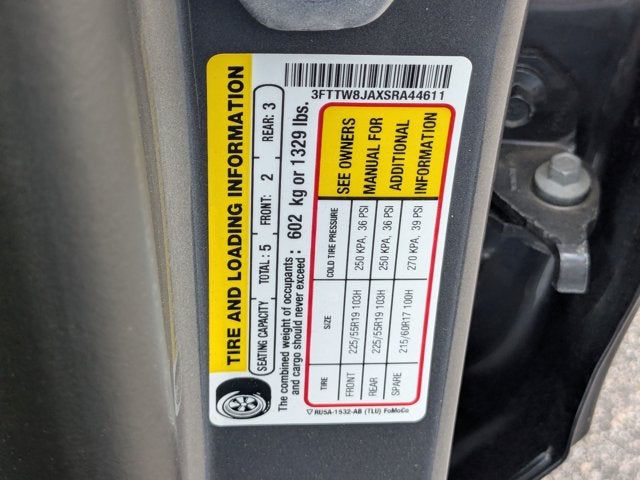 3FTTW8JAXSRA44611
TIRE AND LOADING INFORMATION
SEATING CAPACITY TOTAL: 5 FRONT: 2 REAR: 3
The combined weight of occupants
and cargo should never exceed: 602 kg or 1329 lbs.
TIRE SIZE COLD TIRE PRESSURE SEE OWNERS
FRONT 225/55R19 103H 250 KPA, 36 PSI MANUAL FOR
REAR 225/55R19 103H 250 KPA, 36 PSI ADDITIONAL
SPARE 215/60R17 100H 270 KPA, 39 PSI INFORMATION
RU5A-1532-AB (TLU) FoMoCo